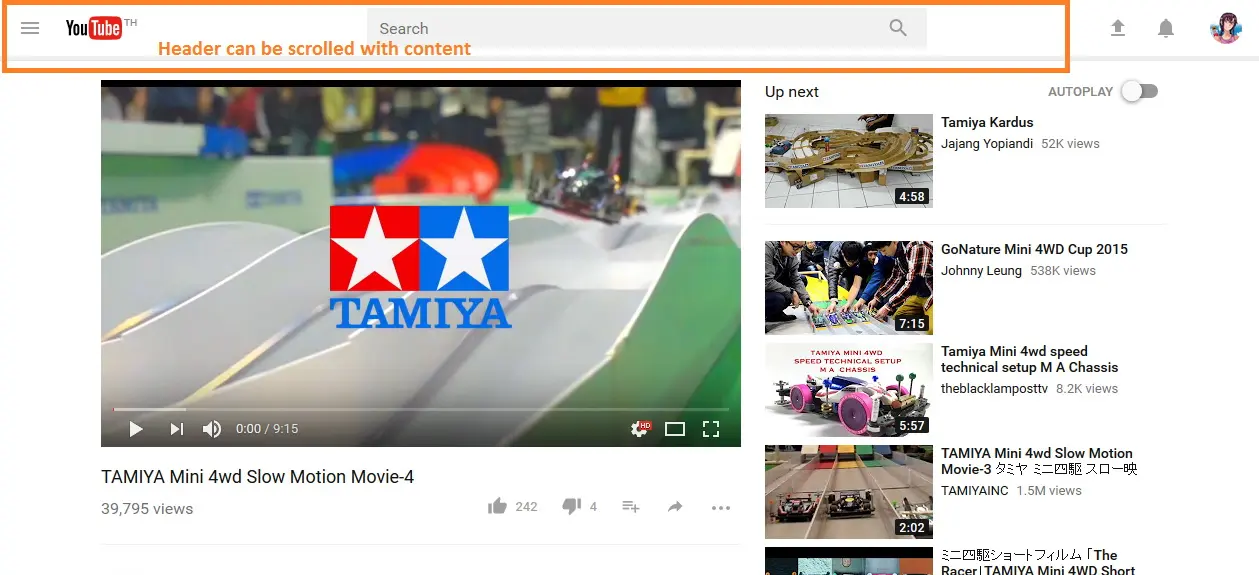 YouTube TH
Search
Header can be scrolled with content
TAMIYA
0:00 / 9:15
HD
TAMIYA Mini 4wd Slow Motion Movie-4
39,795 views
242
4
Up next
AUTOPLAY
4:58
Tamiya Kardus
Jajang Yopiandi 52K views
7:15
GoNature Mini 4WD Cup 2015
Johnny Leung 538K views
TAMIYA MINI 4WD
SPEED TECHNICAL SETUP
M A CHASSIS
5:57
Tamiya Mini 4wd speed
technical setup M A Chassis
theblacklamposttv 8.2K views
2:02
TAMIYA Mini 4wd Slow Motion
Movie-3 タミヤ ミニ四駆 スロー映
TAMIYAINC 1.5M views
ミニ四駆ショートフィルム「The
Racer」TAMIYA Mini 4WD Short